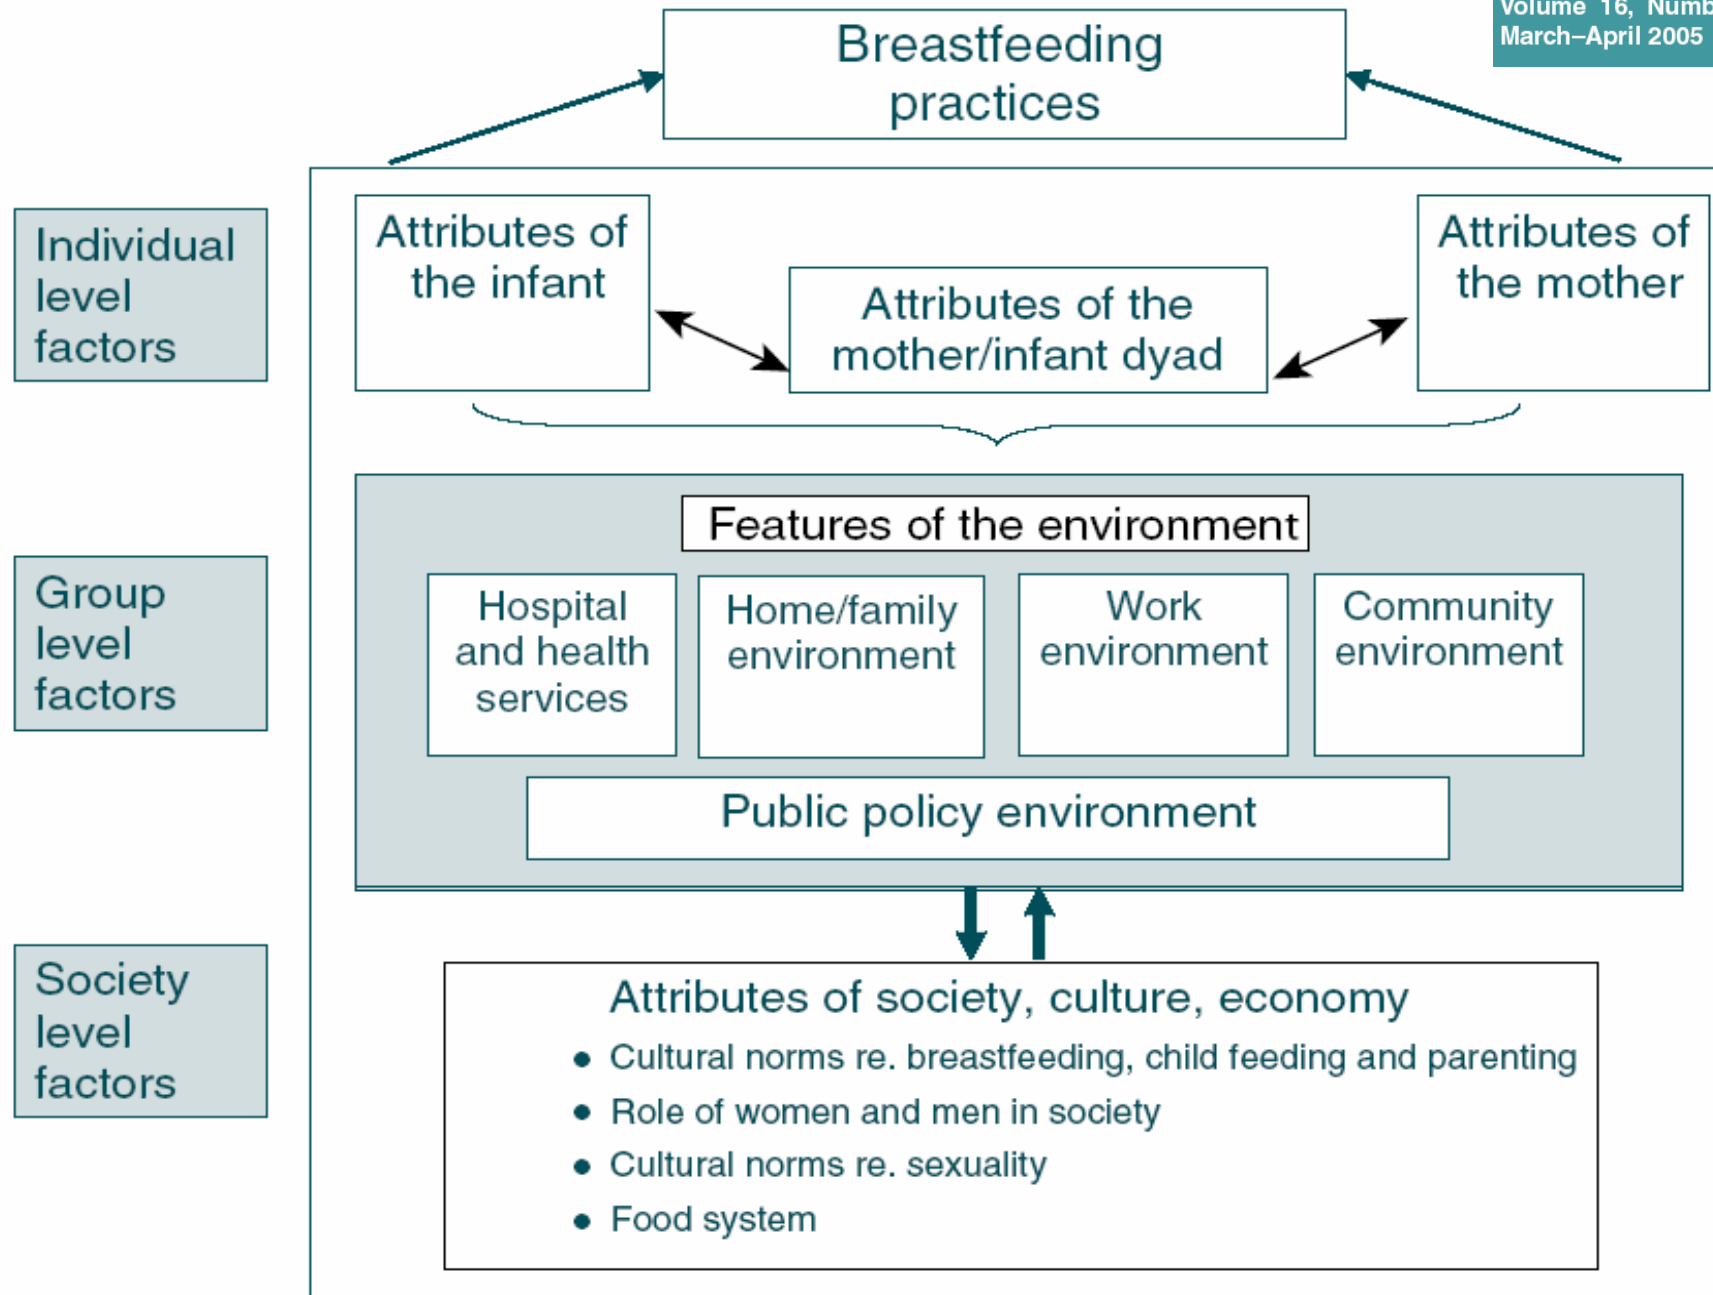 Volume 16, Numb
March–April 2005
Breastfeeding
practices
Individual
level
factors
Attributes of
the infant
Attributes of the
mother/infant dyad
Attributes of
the mother
Group
level
factors
Features of the environment
Hospital
and health
services
Home/family
environment
Work
environment
Community
environment
Public policy environment
Society
level
factors
Attributes of society, culture, economy
● Cultural norms re. breastfeeding, child feeding and parenting
● Role of women and men in society
● Cultural norms re. sexuality
● Food system